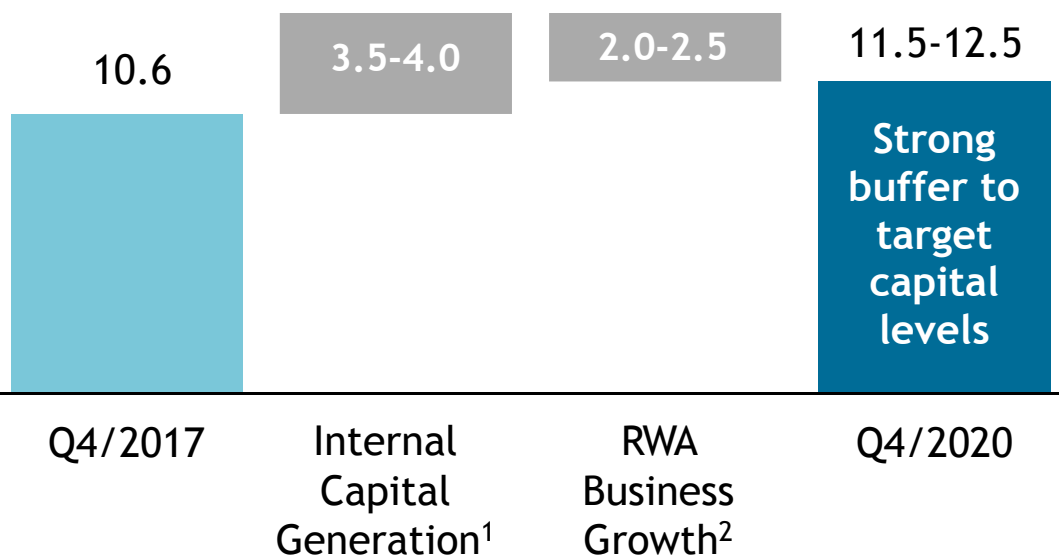 10.6
3.5-4.0
2.0-2.5
11.5-12.5
Strong
buffer to
target
capital
levels
Q4/2017
Internal
Capital
Generation¹
RWA
Business
Growth²
Q4/2020